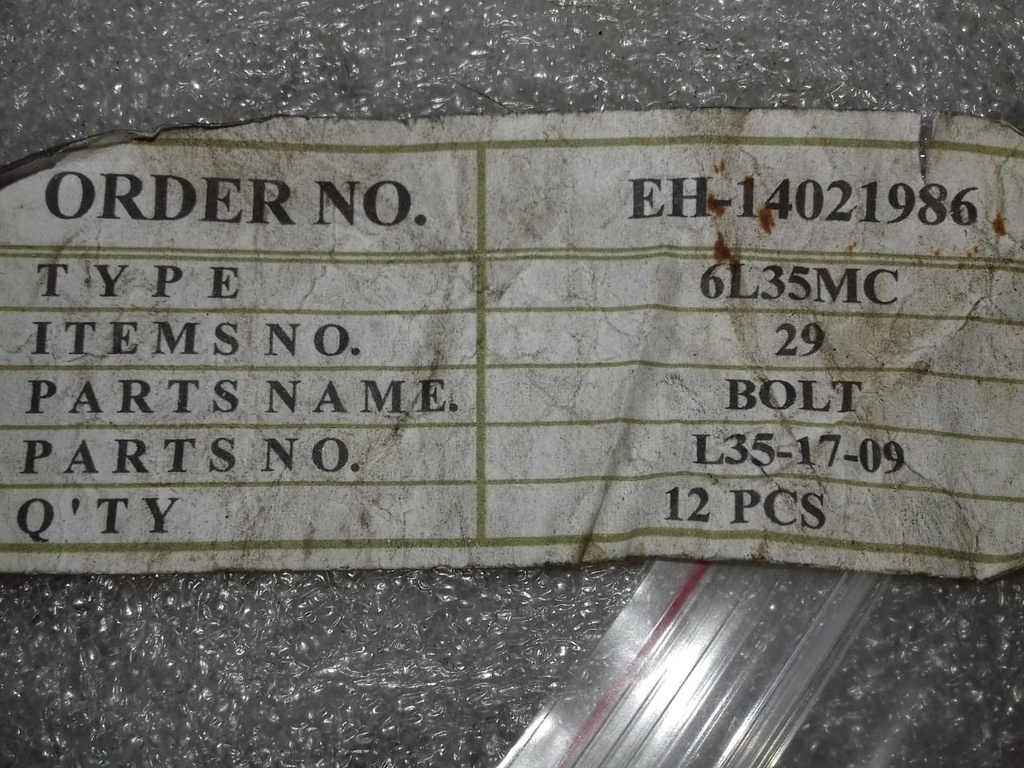 ORDER NO. EH-14021986
TYPE 6L35MC
ITEMS NO. 29
PARTS NAME. BOLT
PARTS NO. L35-17-09
Q'TY 12 PCS